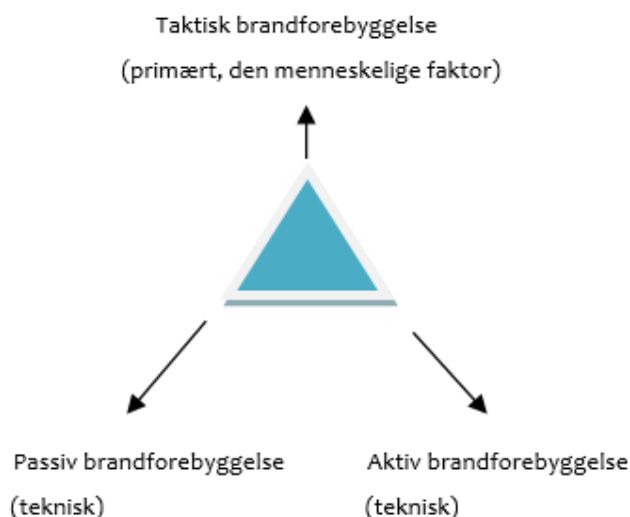 Taktisk brandforebyggelse
(primært, den menneskelige faktor)
Passiv brandforebyggelse
(teknisk)
Aktiv brandforebyggelse
(teknisk)